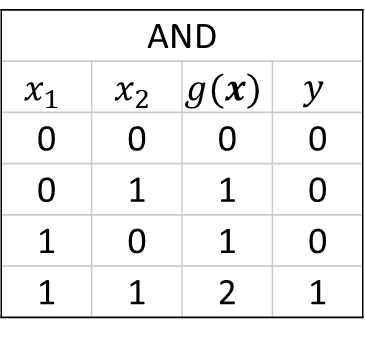 AND
x₁ x₂ g(x) y
0 0 0 0
0 1 1 0
1 0 1 0
1 1 2 1